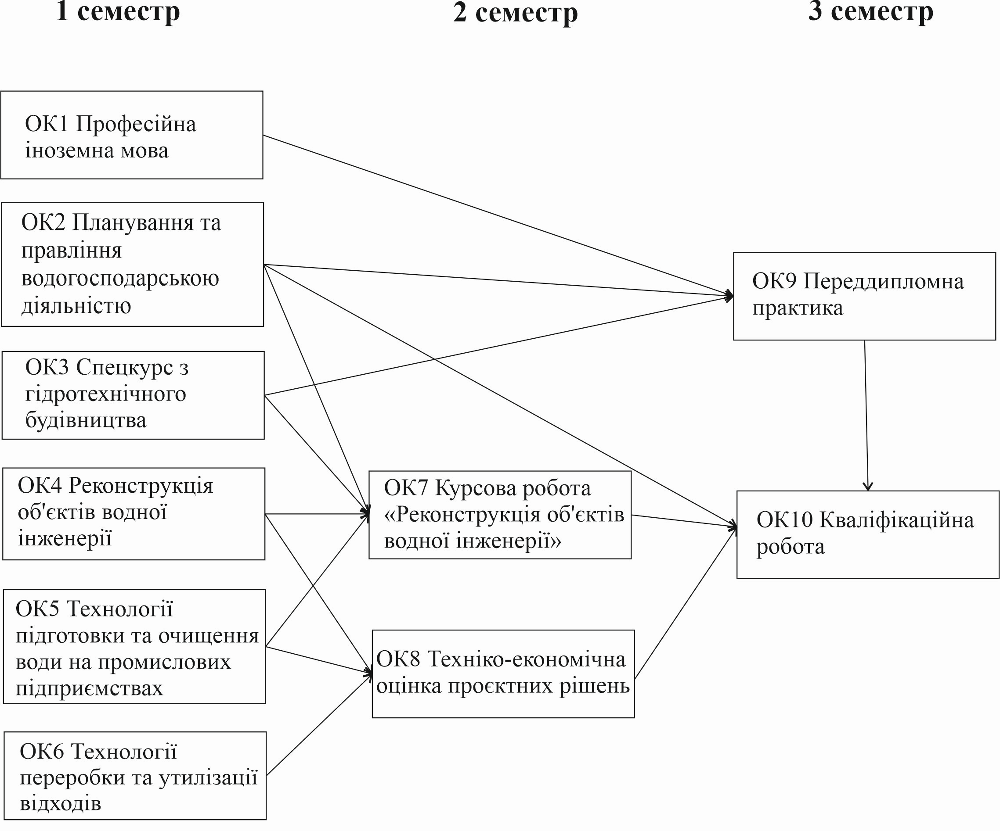 1 семестр
2 семестр
3 семестр
ОК1 Професійна
іноземна мова
ОК2 Планування та
правління
водогосподарською
діяльністю
ОК3 Спецкурс з
гідротехнічного
будівництва
ОК4 Реконструкція
об'єктів водної
інженерії
ОК5 Технології
підготовки та очищення
води на промислових
підприємствах
ОК6 Технології
переробки та утилізації
відходів
ОК7 Курсова робота
«Реконструкція об'єктів
водної інженерії»
ОК8 Техніко-економічна
оцінка проєктних рішень
ОК9 Переддипломна
практика
ОК10 Кваліфікаційна
робота